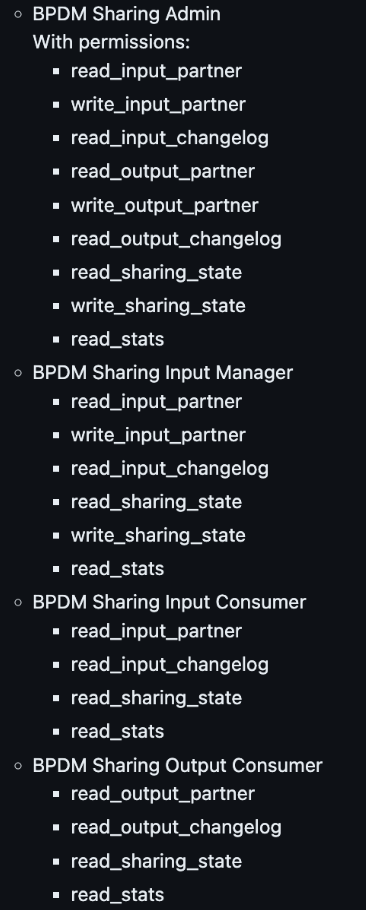 BPDM Sharing Admin
With permissions:
read_input_partner
write_input_partner
read_input_changelog
read_output_partner
write_output_partner
read_output_changelog
read_sharing_state
write_sharing_state
read_stats
BPDM Sharing Input Manager
read_input_partner
write_input_partner
read_input_changelog
read_sharing_state
write_sharing_state
read_stats
BPDM Sharing Input Consumer
read_input_partner
read_input_changelog
read_sharing_state
read_stats
BPDM Sharing Output Consumer
read_output_partner
read_output_changelog
read_sharing_state
read_stats